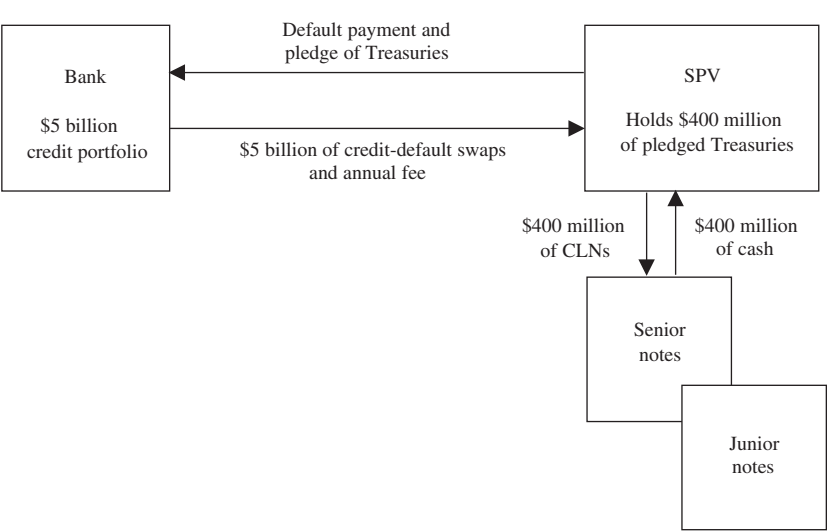 Default payment and
pledge of Treasuries
Bank
$5 billion
credit portfolio
SPV
Holds $400 million
of pledged Treasuries
$5 billion of credit-default swaps
and annual fee
$400 million
of CLNs
$400 million
of cash
Senior
notes
Junior
notes